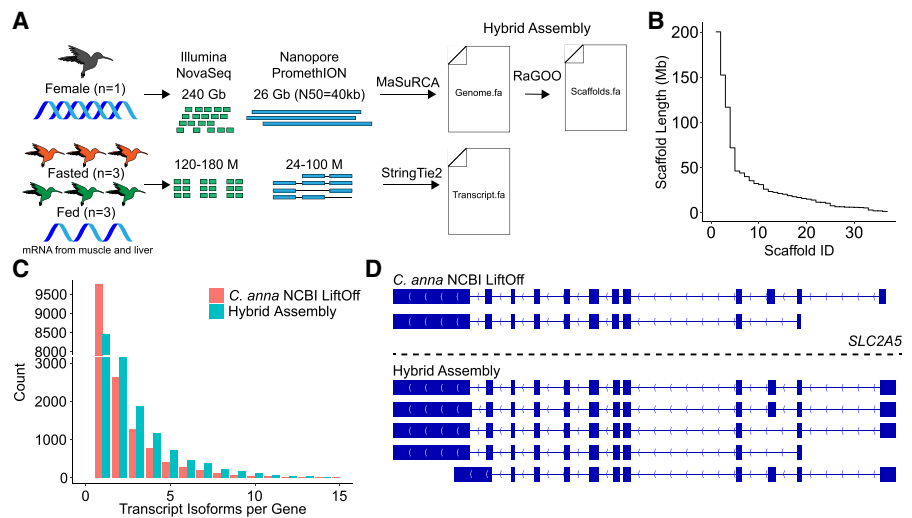 A
Female (n=1)
Illumina
NovaSeq
240 Gb
Nanopore
PromethION
26 Gb (N50=40kb)
MaSuRCA
Hybrid Assembly
Genome.fa
RaGOO
Scaffolds.fa
Fasted (n=3)
Fed (n=3)
mRNA from muscle and liver
120-180 M
24-100 M
StringTie2
Transcript.fa
B
Scaffold Length (Mb)
200
150
100
50
0
0
10
20
30
Scaffold ID
C
C. anna NCBI LiftOff
Hybrid Assembly
Count
9500
9000
8500
8000
3000
2000
1000
0
0
5
10
15
Transcript Isoforms per Gene
D
C. anna NCBI LiftOff
SLC2A5
Hybrid Assembly